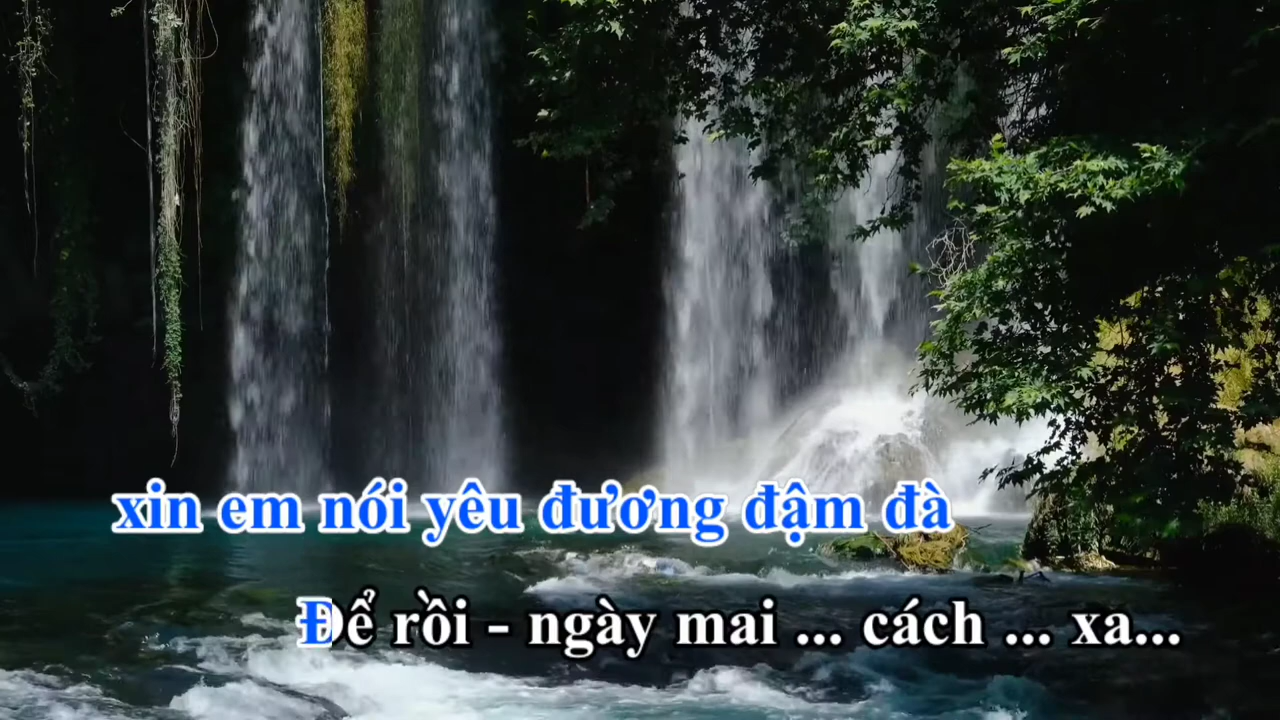 xin em nói yêu đương đậm đà
Để rồi - ngày mai ... cách ... xa...